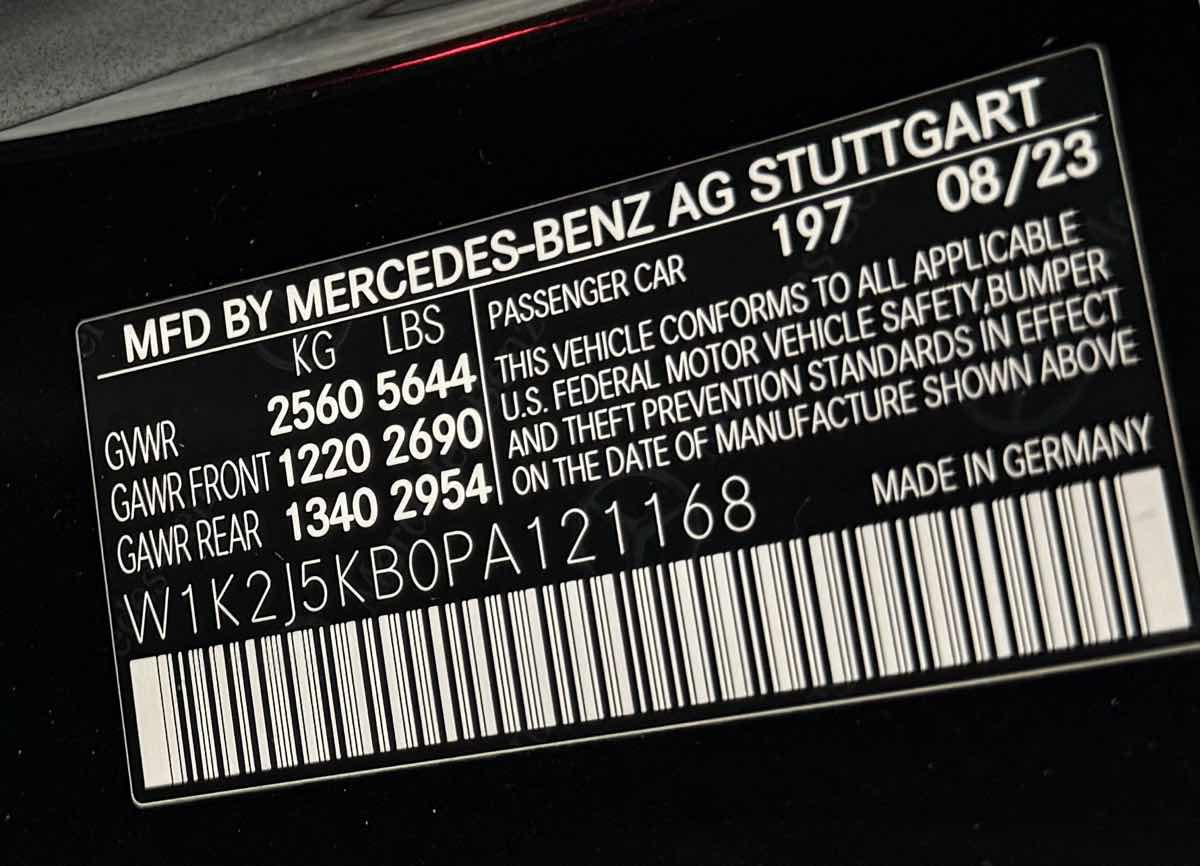 MFD BY MERCEDES-BENZ AG STUTTGART
KG LBS
GVWR 2560 5644
GAWR FRONT 1220 2690
GAWR REAR 1340 2954
PASSENGER CAR 197 08/23
THIS VEHICLE CONFORMS TO ALL APPLICABLE
U.S. FEDERAL MOTOR VEHICLE SAFETY,BUMPER
AND THEFT PREVENTION STANDARDS IN EFFECT
ON THE DATE OF MANUFACTURE SHOWN ABOVE
W1K2J5KB0PA121168
MADE IN GERMANY